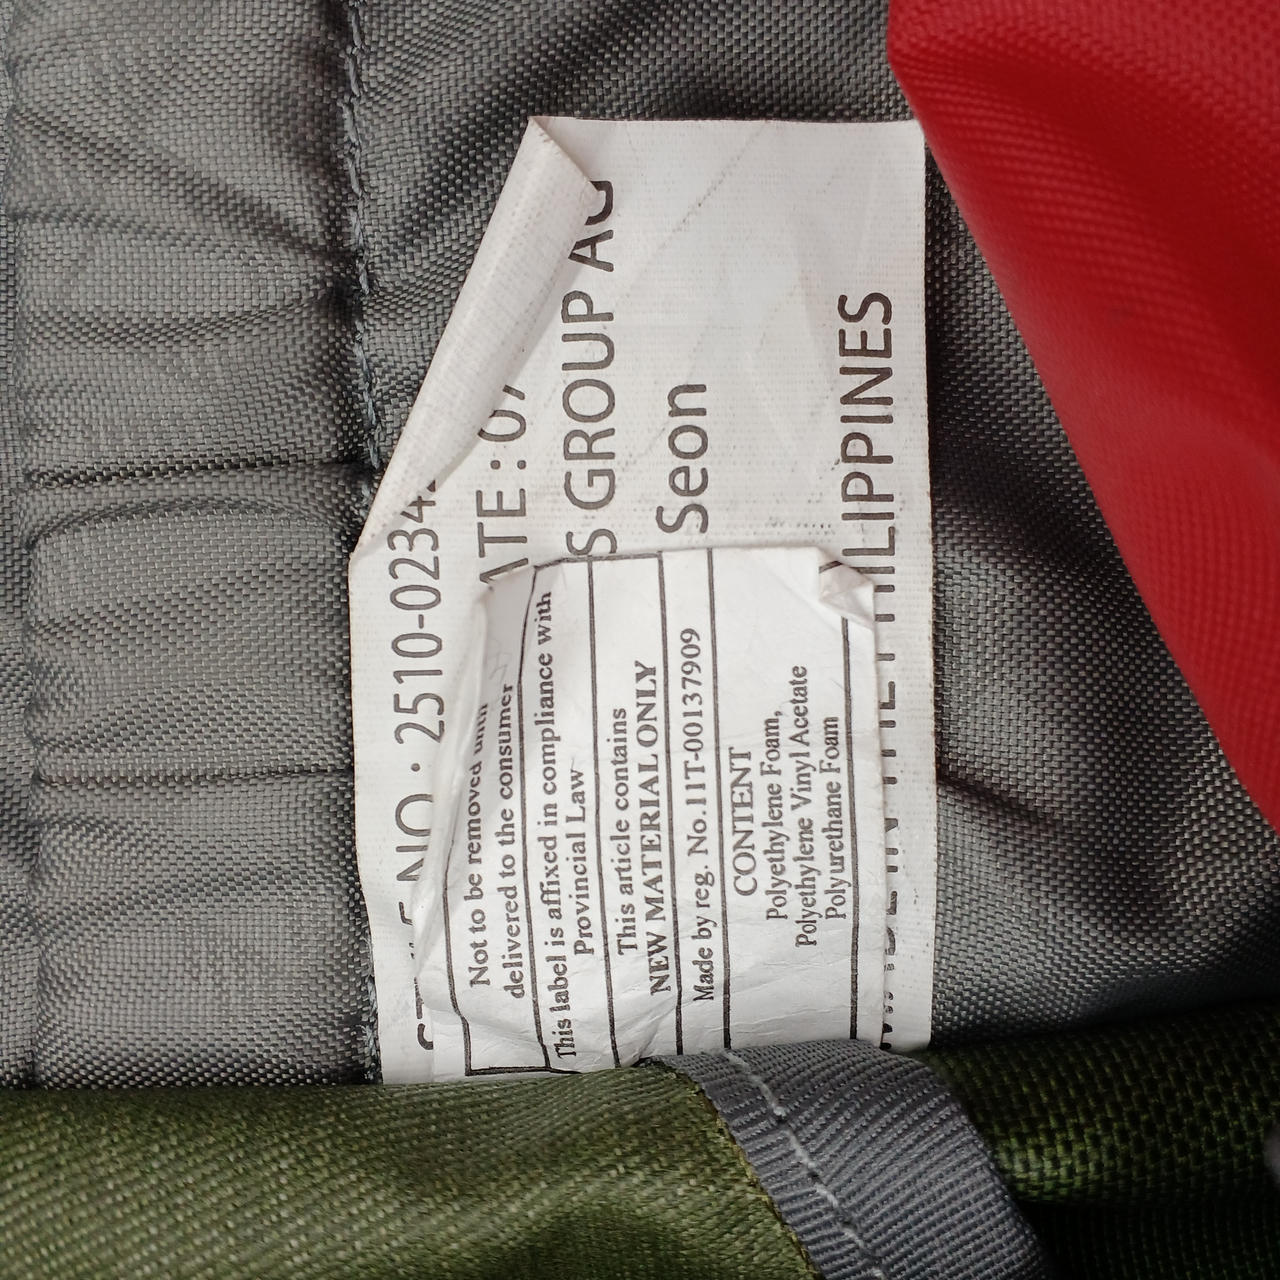 NO. 2510-0234
ATE : 07
S GROUP AG
Seon
PHILIPPINES
Not to be removed until
delivered to the consumer
This label is affixed in compliance with
Provincial Law
This article contains
NEW MATERIAL ONLY
Made by reg. No.11T-00137909
CONTENT
Polyethylene Foam,
Polyethylene Vinyl Acetate
Polyurethane Foam